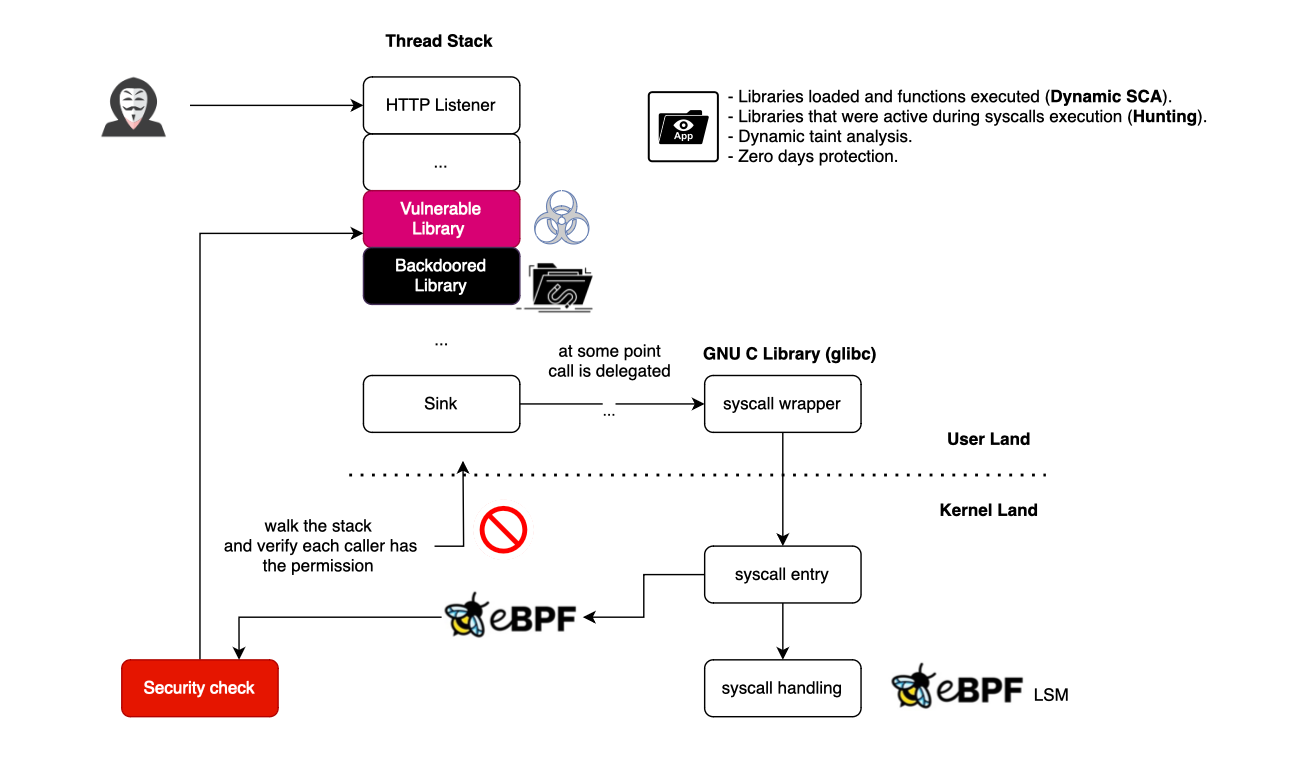 Thread Stack
HTTP Listener
...
Vulnerable
Library
Backdoored
Library
...
Sink
App
- Libraries loaded and functions executed (Dynamic SCA).
- Libraries that were active during syscalls execution (Hunting).
- Dynamic taint analysis.
- Zero days protection.
at some point
call is delegated
...
GNU C Library (glibc)
syscall wrapper
User Land
Kernel Land
walk the stack
and verify each caller has
the permission
syscall entry
eBPF
Security check
syscall handling
eBPF
LSM